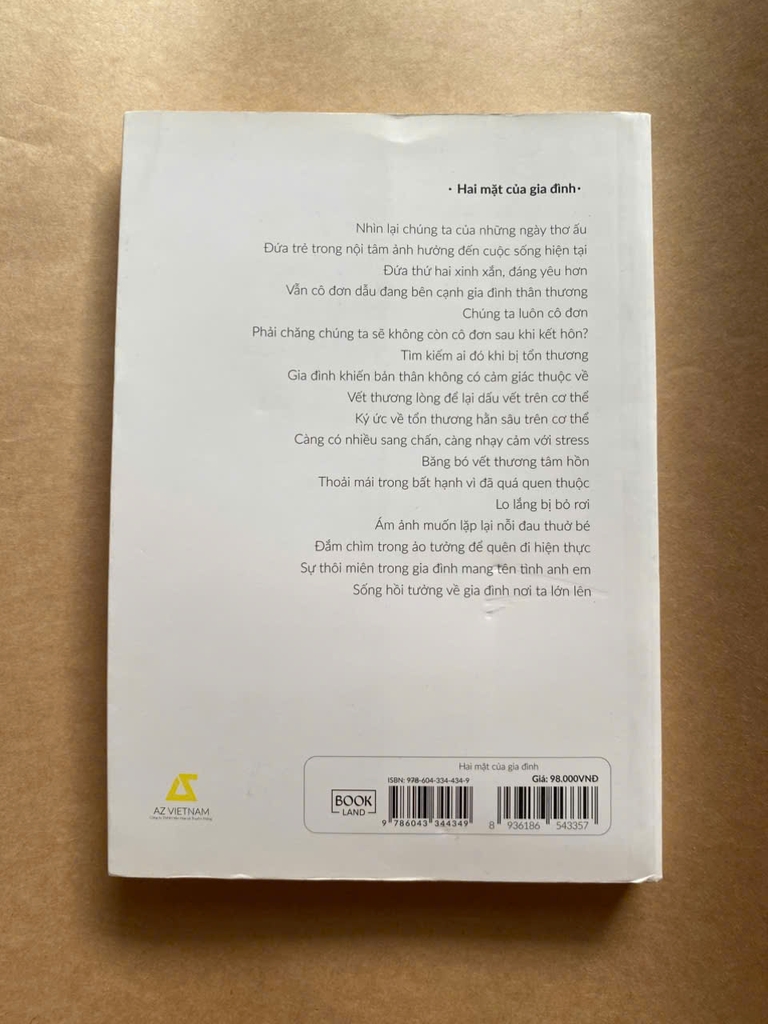 · Hai mặt của gia đình·
Nhìn lại chúng ta của những ngày thơ ấu
Đứa trẻ trong nội tâm ảnh hưởng đến cuộc sống hiện tại
Đứa thứ hai xinh xắn, đáng yêu hơn
Vẫn cô đơn dẫu đang bên cạnh gia đình thân thương
Chúng ta luôn cô đơn
Phải chăng chúng ta sẽ không còn cô đơn sau khi kết hôn?
Tìm kiếm ai đó khi bị tổn thương
Gia đình khiến bản thân không có cảm giác thuộc về
Vết thương lòng để lại dấu vết trên cơ thể
Ký ức về tổn thương hằn sâu trên cơ thể
Càng có nhiều sang chấn, càng nhạy cảm với stress
Băng bó vết thương tâm hồn
Thoải mái trong bất hạnh vì đã quá quen thuộc
Lo lắng bị bỏ rơi
Ám ảnh muốn lặp lại nỗi đau thuở bé
Đắm chìm trong ảo tưởng để quên đi hiện thực
Sự thôi miên trong gia đình mang tên tình anh em
Sống hồi tưởng về gia đình nơi ta lớn lên
Hai mặt của gia đình
ISBN: 978-604-334-434-9
Giá: 98.000VNĐ
BOOK
LAND
9 786043 344349
8 936186 543357
AZ VIETNAM